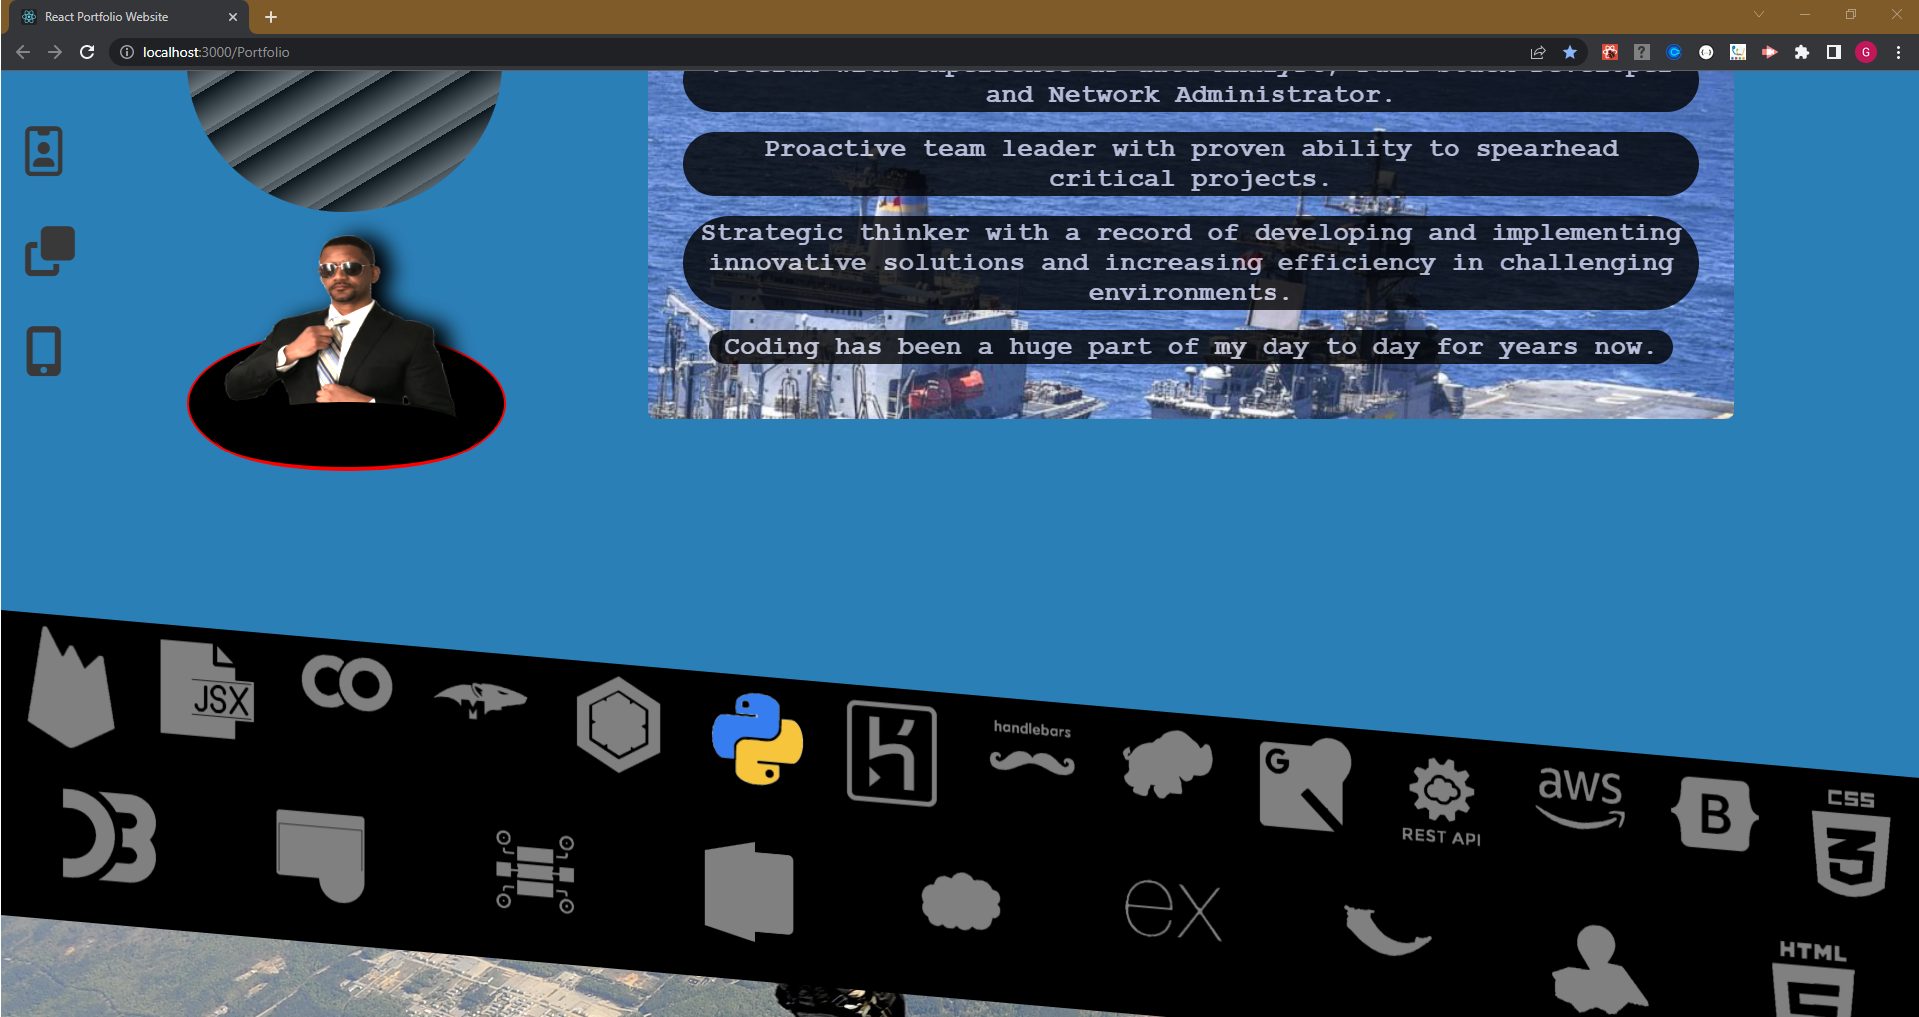 React Portfolio Website
localhost:3000/Portfolio
G
and Network Administrator.
Proactive team leader with proven ability to spearhead
critical projects.
Strategic thinker with a record of developing and implementing
innovative solutions and increasing efficiency in challenging
environments.
Coding has been a huge part of my day to day for years now.
JSX
CO
M
handlebars
G
REST API
aws
B
CSS
3
D3
ex
HTML